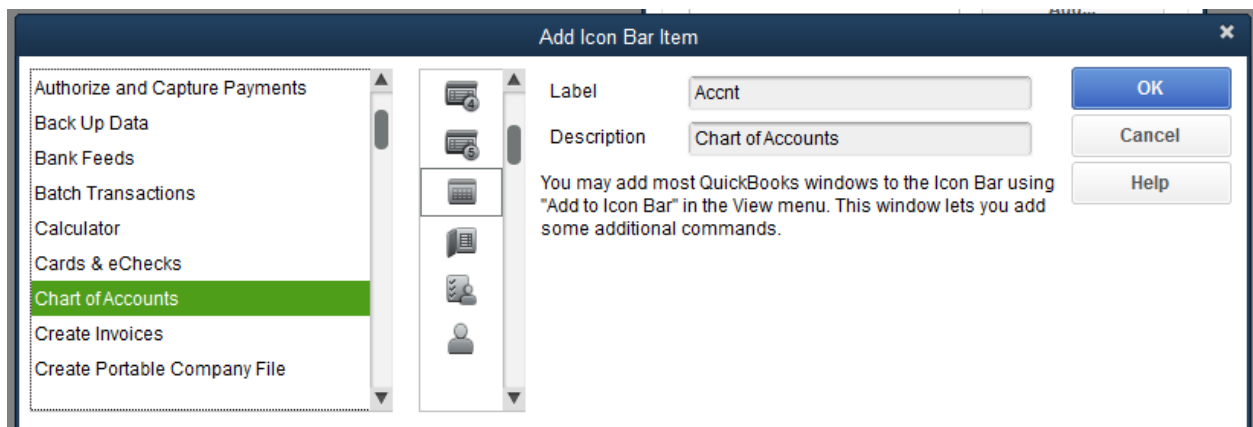 Add...
Add Icon Bar Item
Authorize and Capture Payments
Back Up Data
Bank Feeds
Batch Transactions
Calculator
Cards & eChecks
Chart of Accounts
Create Invoices
Create Portable Company File
4
5
Label
Accnt
Description
Chart of Accounts
You may add most QuickBooks windows to the Icon Bar using
"Add to Icon Bar" in the View menu. This window lets you add
some additional commands.
OK
Cancel
Help